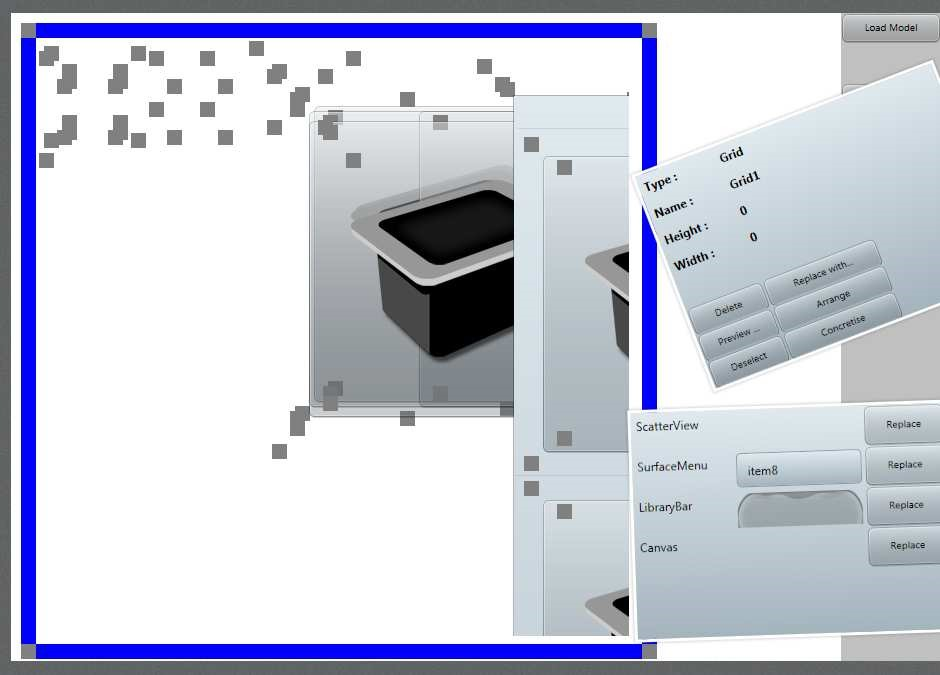 Load Model
Type : Grid
Name : Grid1
Height : 0
Width : 0
Delete Replace with...
Preview ... Arrange
Deselect Concretise
ScatterView Replace
SurfaceMenu item8 Replace
LibraryBar Replace
Canvas Replace